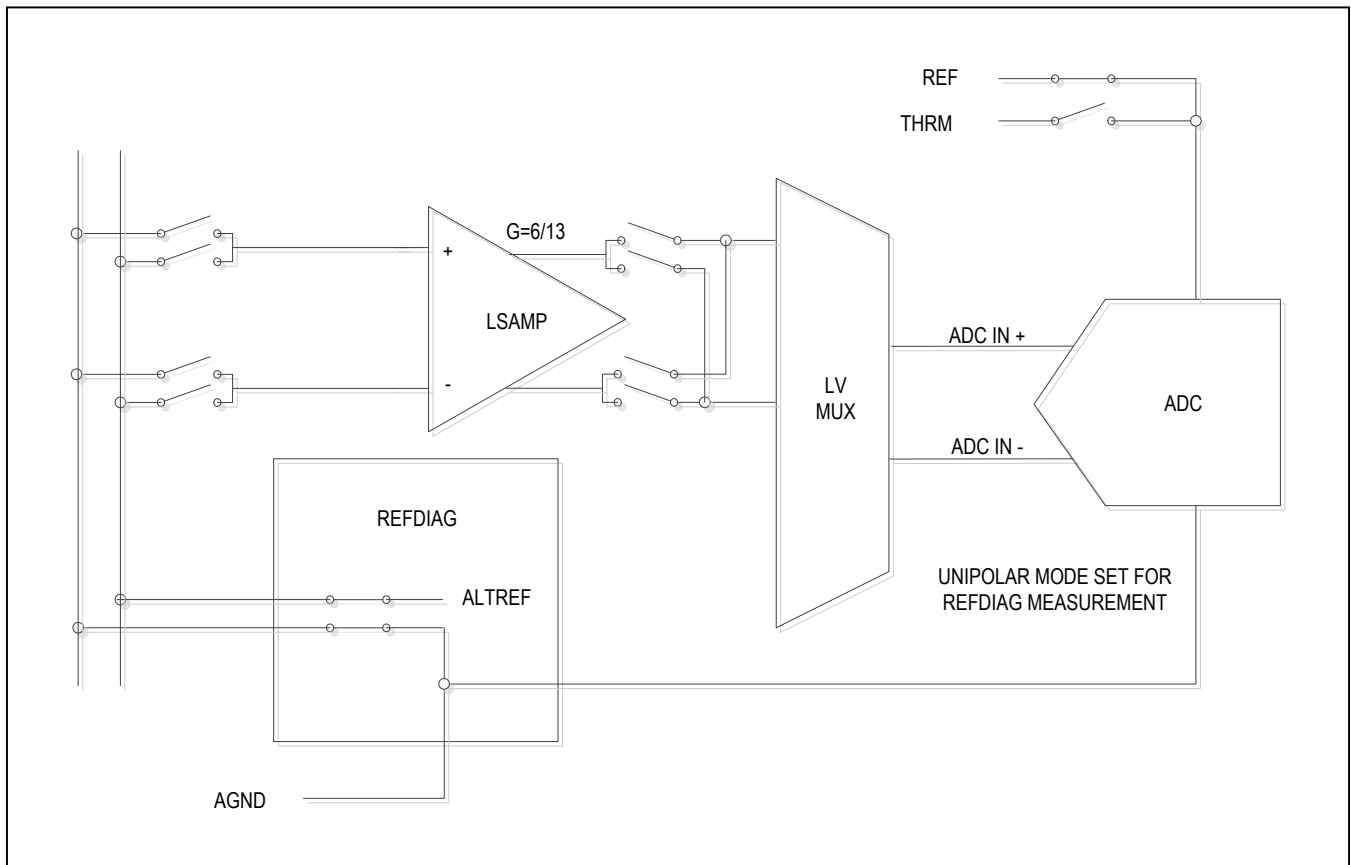 REF
THRM
G=6/13
+
LSAMP
-
ADC IN +
LV
MUX
ADC
ADC IN -
REFDIAG
UNIPOLAR MODE SET FOR
REFDIAG MEASUREMENT
ALTREF
AGND